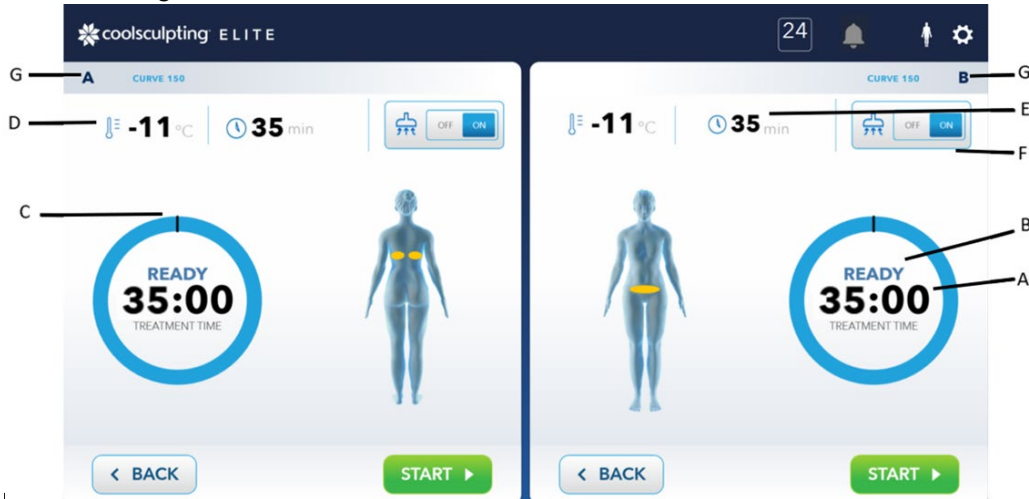 coolsculpting ELITE
24
G
A
CURVE 150
CURVE 150
B
G
D
-11 °C
35 min
OFF ON
-11 °C
35 min
OFF ON
E
F
C
READY
35:00
TREATMENT TIME
READY
35:00
TREATMENT TIME
B
A
< BACK
START
< BACK
START